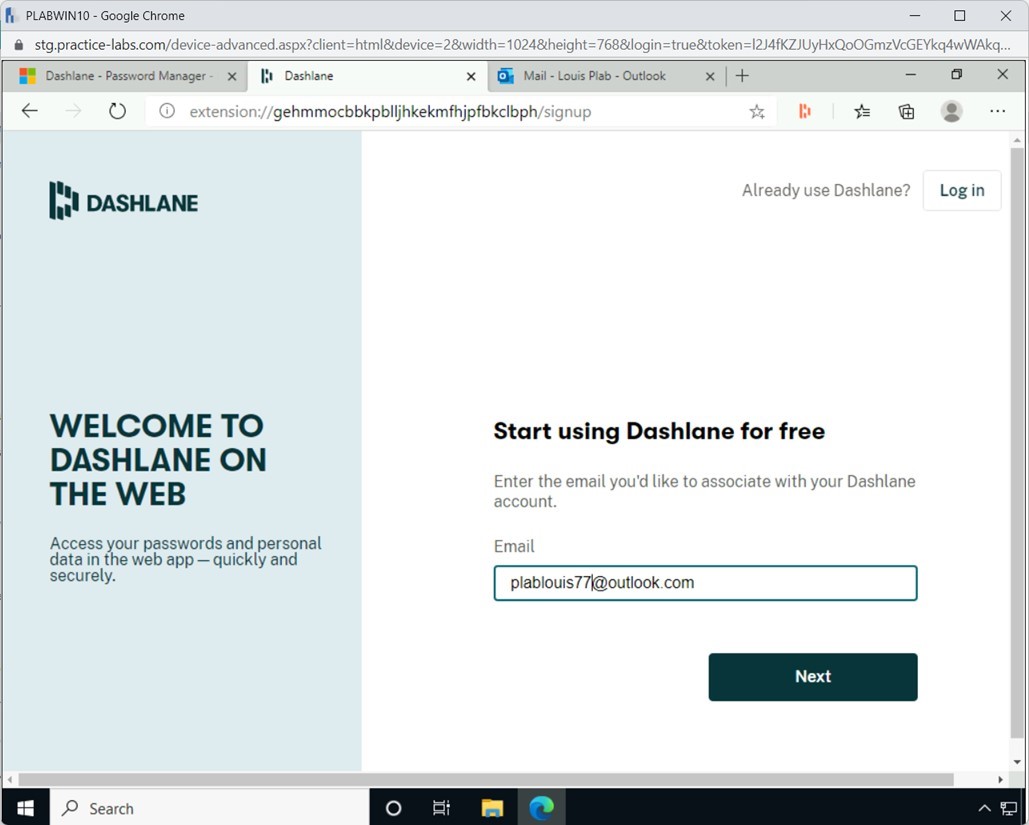 PLABWIN10 - Google Chrome
stg.practice-labs.com/device-advanced.aspx?client=html&device=2&width=1024&height=768&login=true&token=l2J4fKZJUyHxQoOGmzVcGEYkq4wWAkq...
Dashlane - Password Manager -
Dashlane
Mail - Louis Plab - Outlook
extension://gehmmocbbkpblljhkekmfhjpfbkclbph/signup
DASHLANE
Already use Dashlane?
Log in
WELCOME TO
DASHLANE ON
THE WEB
Access your passwords and personal
data in the web app — quickly and
securely.
Start using Dashlane for free
Enter the email you'd like to associate with your Dashlane
account.
Email
plablouis77@outlook.com
Next
Search